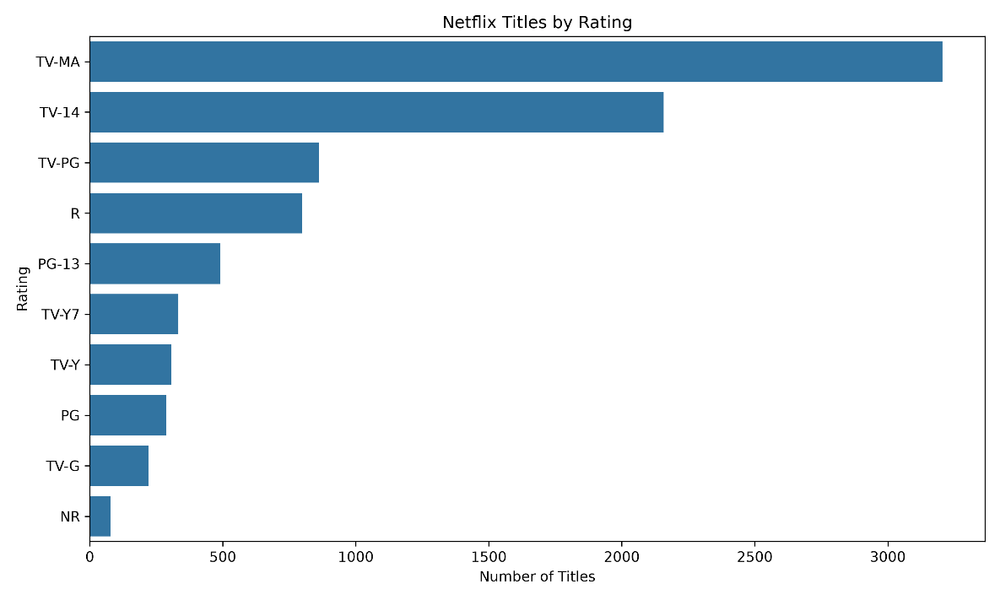 Netflix Titles by Rating
TV-MA
TV-14
TV-PG
R
PG-13
TV-Y7
TV-Y
PG
TV-G
NR
Rating
0 500 1000 1500 2000 2500 3000
Number of Titles